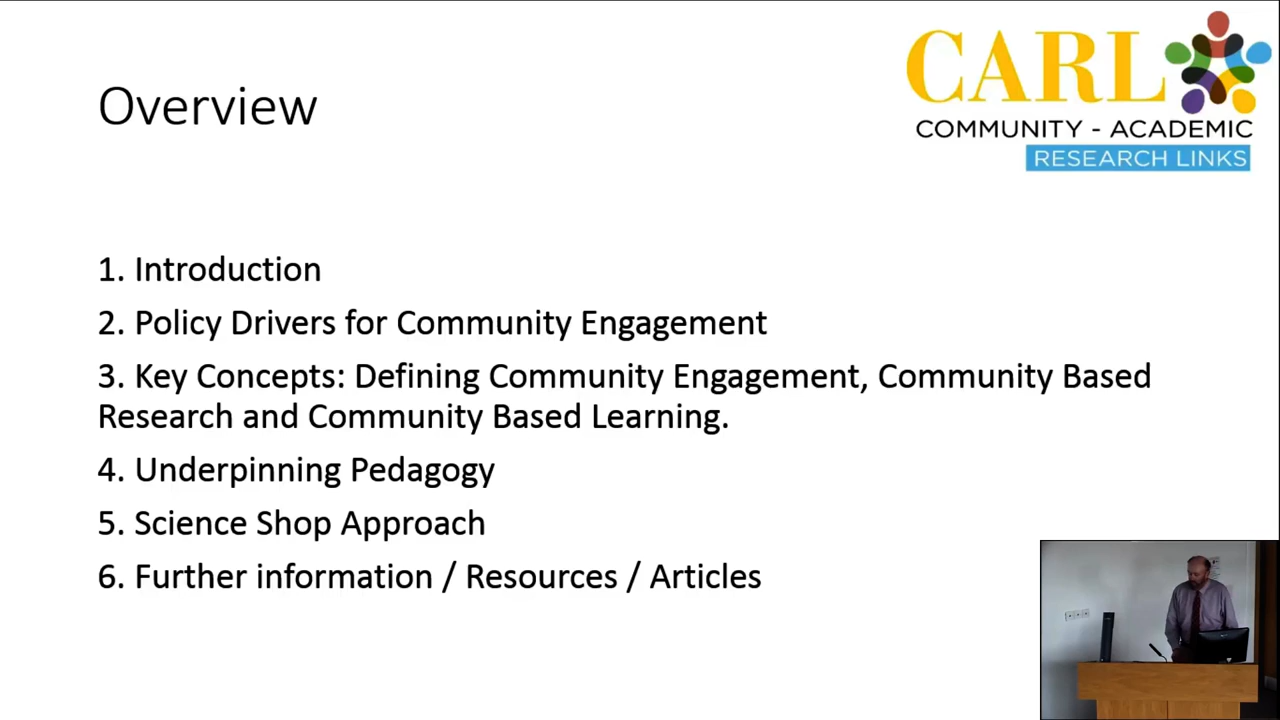 CARL
COMMUNITY - ACADEMIC
RESEARCH LINKS
Overview
1. Introduction
2. Policy Drivers for Community Engagement
3. Key Concepts: Defining Community Engagement, Community Based
Research and Community Based Learning.
4. Underpinning Pedagogy
5. Science Shop Approach
6. Further information / Resources / Articles